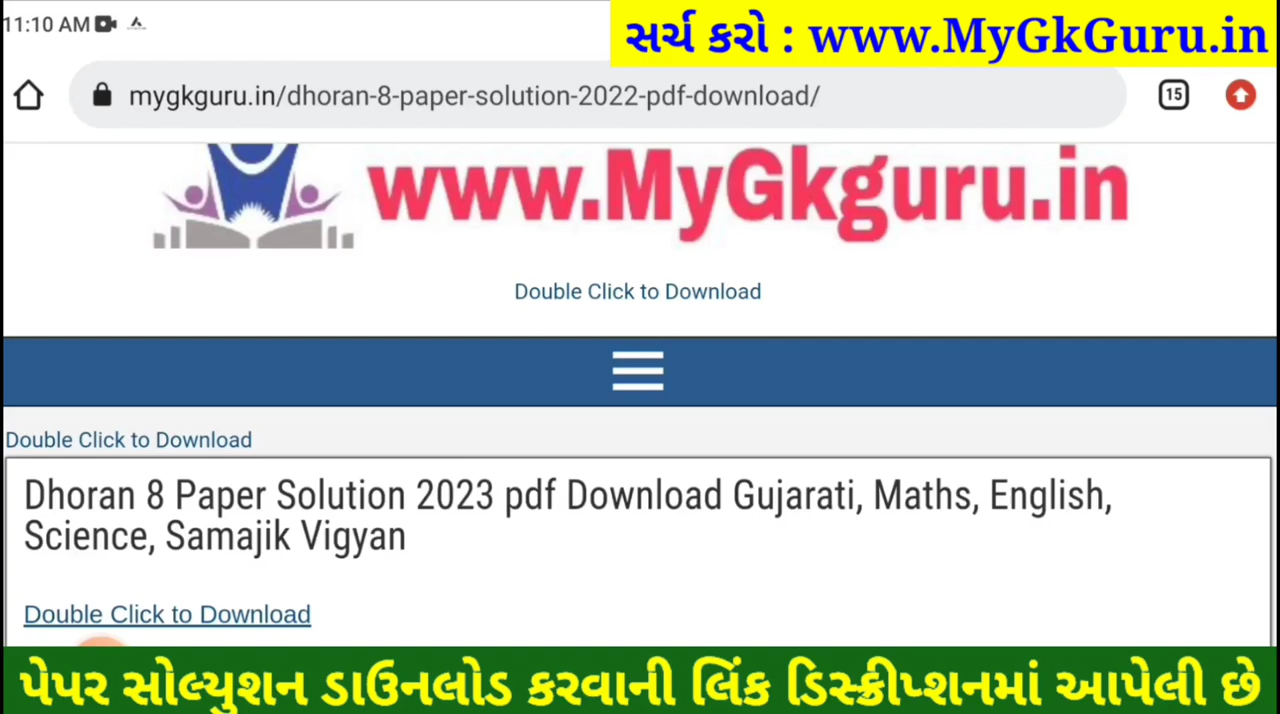 11:10 AM
સર્ચ કરો : www.MyGkGuru.in
mygkguru.in/dhoran-8-paper-solution-2022-pdf-download/
15
www.MyGkguru.in
Double Click to Download
Double Click to Download
Dhoran 8 Paper Solution 2023 pdf Download Gujarati, Maths, English,
Science, Samajik Vigyan
Double Click to Download
પેપર સોલ્યુશન ડાઉનલોડ કરવાની લિંક ડિસ્ક્રીપ્શનમાં આપેલી છે